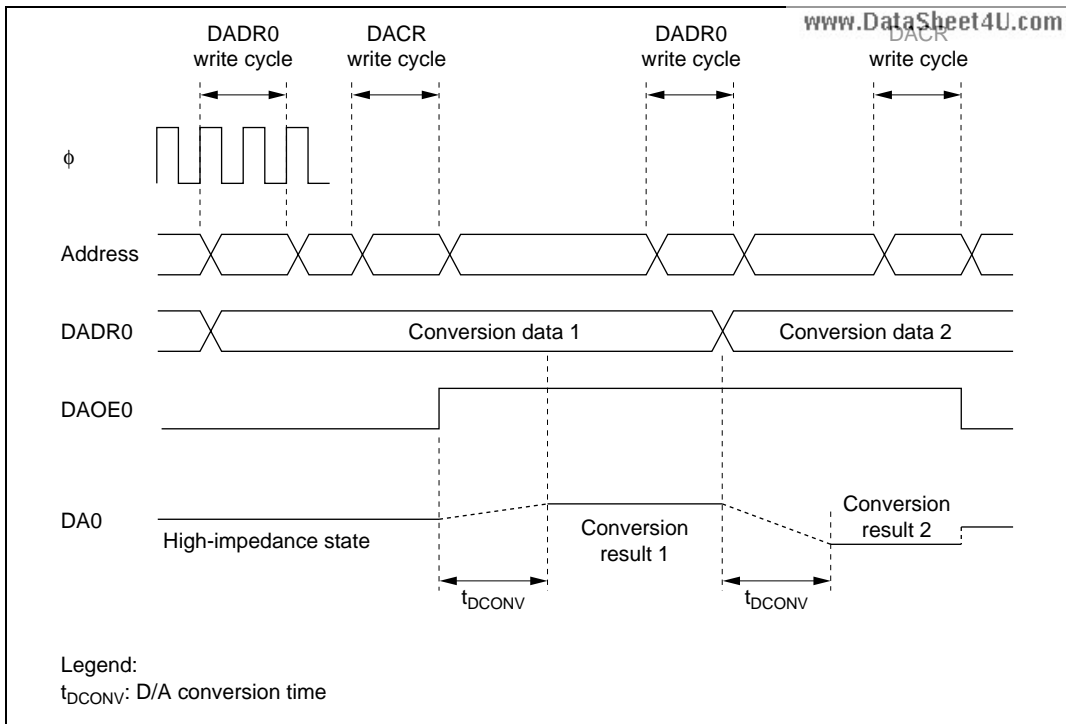 www.DataSheet4U.com
DADR0
write cycle
DACR
write cycle
DADR0
write cycle
DACR
write cycle
ϕ
Address
DADR0
Conversion data 1
Conversion data 2
DAOE0
DA0
High-impedance state
Conversion
result 1
Conversion
result 2
tDCONV
tDCONV
Legend:
tDCONV: D/A conversion time